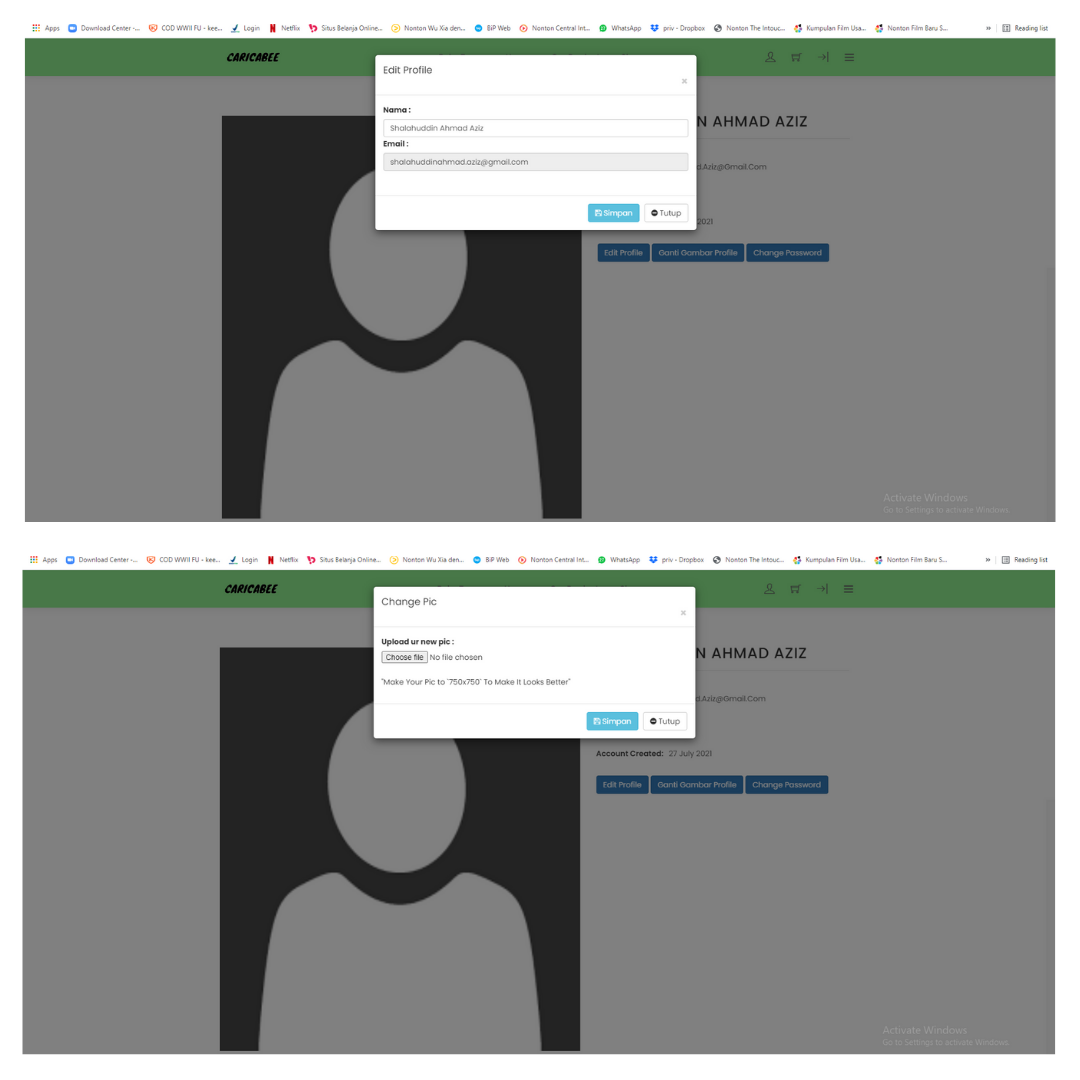 Apps Download Center -... COD WWII FU - kee... Login Netflix Situs Belanja Online... Nonton Wu Xia den... BiP Web Nonton Central Int... WhatsApp priv - Dropbox Nonton The Intouc... Kumpulan Film Usa... Nonton Film Baru S... » Reading list
CARICABEE
Edit Profile
×
Nama :
N AHMAD AZIZ
Shalahuddin Ahmad Aziz
Email :
shalahuddinahmad.aziz@gmail.com
d.Aziz@Gmail.Com
Simpan Tutup
2021
Edit Profile Ganti Gambar Profile Change Password
Activate Windows
Go to Settings to activate Windows.
Apps Download Center -... COD WWII FU - kee... Login Netflix Situs Belanja Online... Nonton Wu Xia den... BiP Web Nonton Central Int... WhatsApp priv - Dropbox Nonton The Intouc... Kumpulan Film Usa... Nonton Film Baru S... » Reading list
CARICABEE
Change Pic
×
Upload ur new pic :
N AHMAD AZIZ
Choose file No file chosen
"Make Your Pic to `750x750` To Make It Looks Better"
d.Aziz@Gmail.Com
Simpan Tutup
Account Created: 27 July 2021
Edit Profile Ganti Gambar Profile Change Password
Activate Windows
Go to Settings to activate Windows.